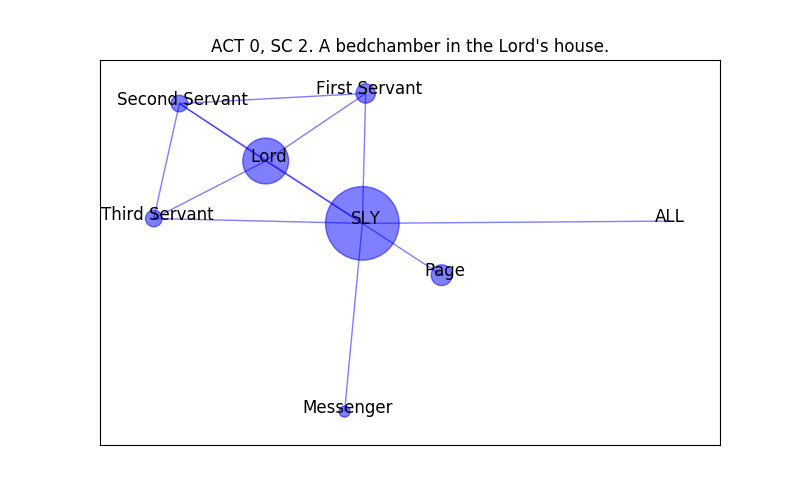 ACT 0, SC 2. A bedchamber in the Lord's house.
First Servant
Second Servant
Lord
Third Servant
SLY
ALL
Page
Messenger